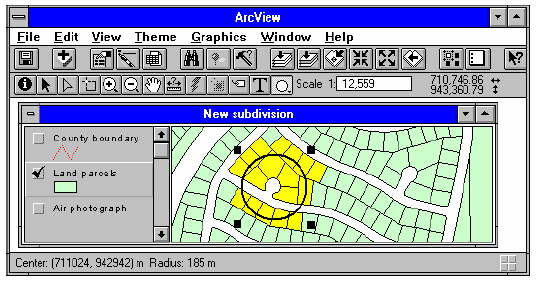 ArcView
File Edit View Theme Graphics Window Help
Scale 1: 12,559
710,746.86
943,360.79
New subdivision
County boundary
Land parcels
Air photograph
Center: (711024, 942942) m Radius: 185 m